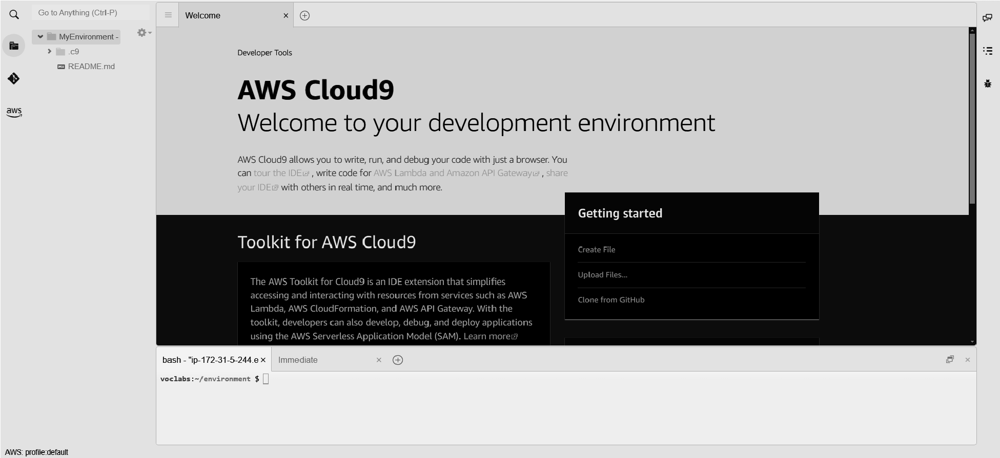 Go to Anything (Ctrl-P)
MyEnvironment -
.c9
README.md
aws
Welcome
Developer Tools
AWS Cloud9
Welcome to your development environment
AWS Cloud9 allows you to write, run, and debug your code with just a browser. You
can tour the IDE , write code for AWS Lambda and Amazon API Gateway , share
your IDE with others in real time, and much more.
Getting started
Create File
Upload Files...
Clone from GitHub
Toolkit for AWS Cloud9
The AWS Toolkit for Cloud9 is an IDE extension that simplifies
accessing and interacting with resources from services such as AWS
Lambda, AWS CloudFormation, and AWS API Gateway. With the
toolkit, developers can also develop, debug, and deploy applications
using the AWS Serverless Application Model (SAM). Learn more
bash - "ip-172-31-5-244.e
Immediate
voclabs:~/environment $
AWS: profile:default